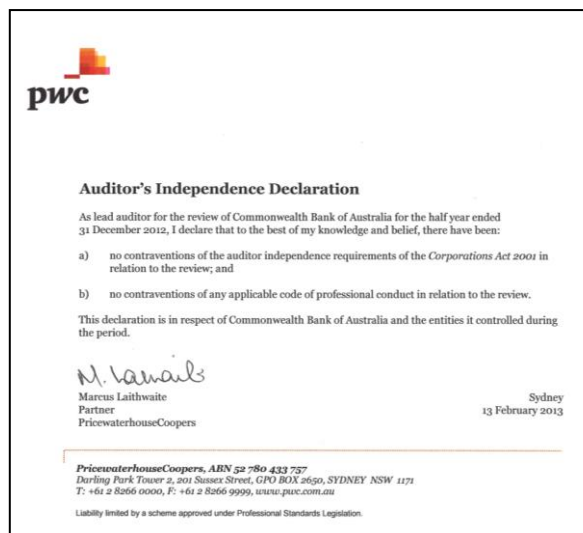 pwc
Auditor's Independence Declaration
As lead auditor for the review of Commonwealth Bank of Australia for the half year ended
31 December 2012, I declare that to the best of my knowledge and belief, there have been:
a) no contraventions of the auditor independence requirements of the Corporations Act 2001 in
relation to the review; and
b) no contraventions of any applicable code of professional conduct in relation to the review.
This declaration is in respect of Commonwealth Bank of Australia and the entities it controlled during
the period.
Marcus Laithwaite Sydney
Partner 13 February 2013
PricewaterhouseCoopers
PricewaterhouseCoopers, ABN 52 780 433 757
Darling Park Tower 2, 201 Sussex Street, GPO BOX 2650, SYDNEY NSW 1171
T: +61 2 8266 0000, F: +61 2 8266 9999, www.pwc.com.au
Liability limited by a scheme approved under Professional Standards Legislation.